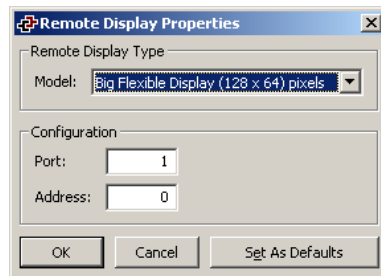 Remote Display Properties
Remote Display Type
Model: Big Flexible Display (128 x 64) pixels
Configuration
Port: 1
Address: 0
OK Cancel Set As Defaults